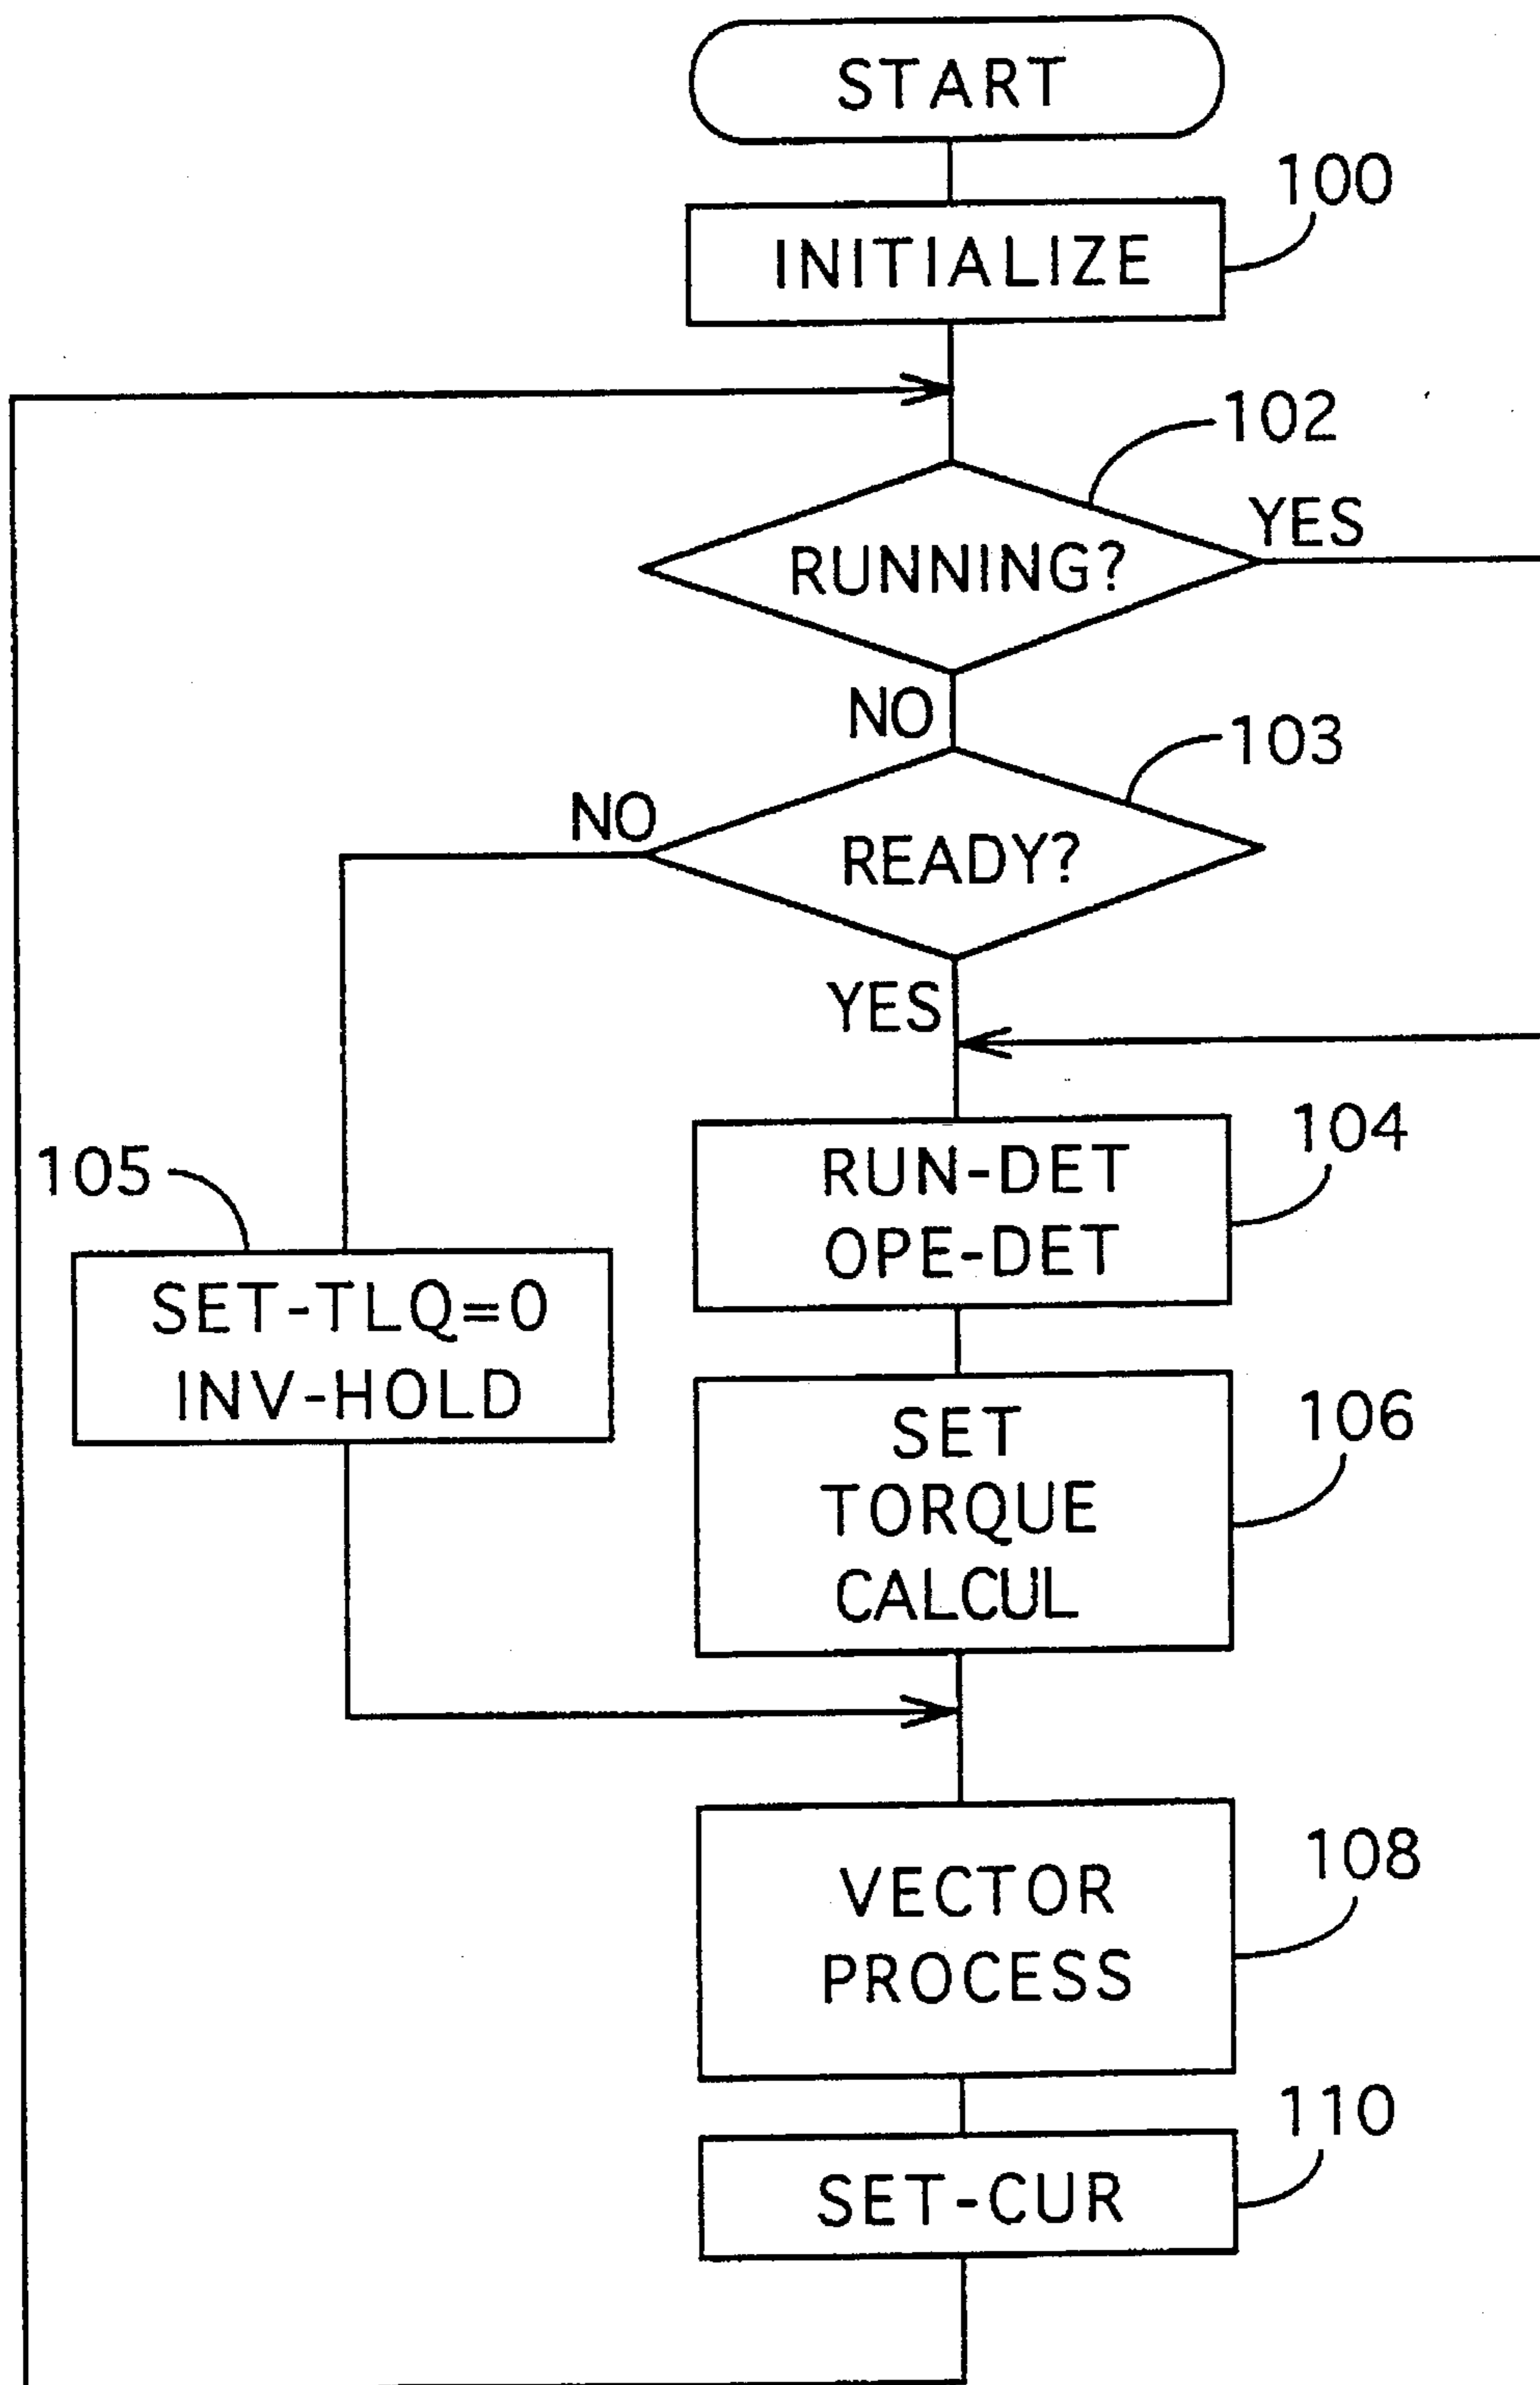 START
100
INITIALIZE
102
YES
RUNNING?
NO
103
NO
READY?
YES
104
RUN-DET
OPE-DET
105
SET-TLQ=0
INV-HOLD
106
SET
TORQUE
CALCUL
108
VECTOR
PROCESS
110
SET-CUR